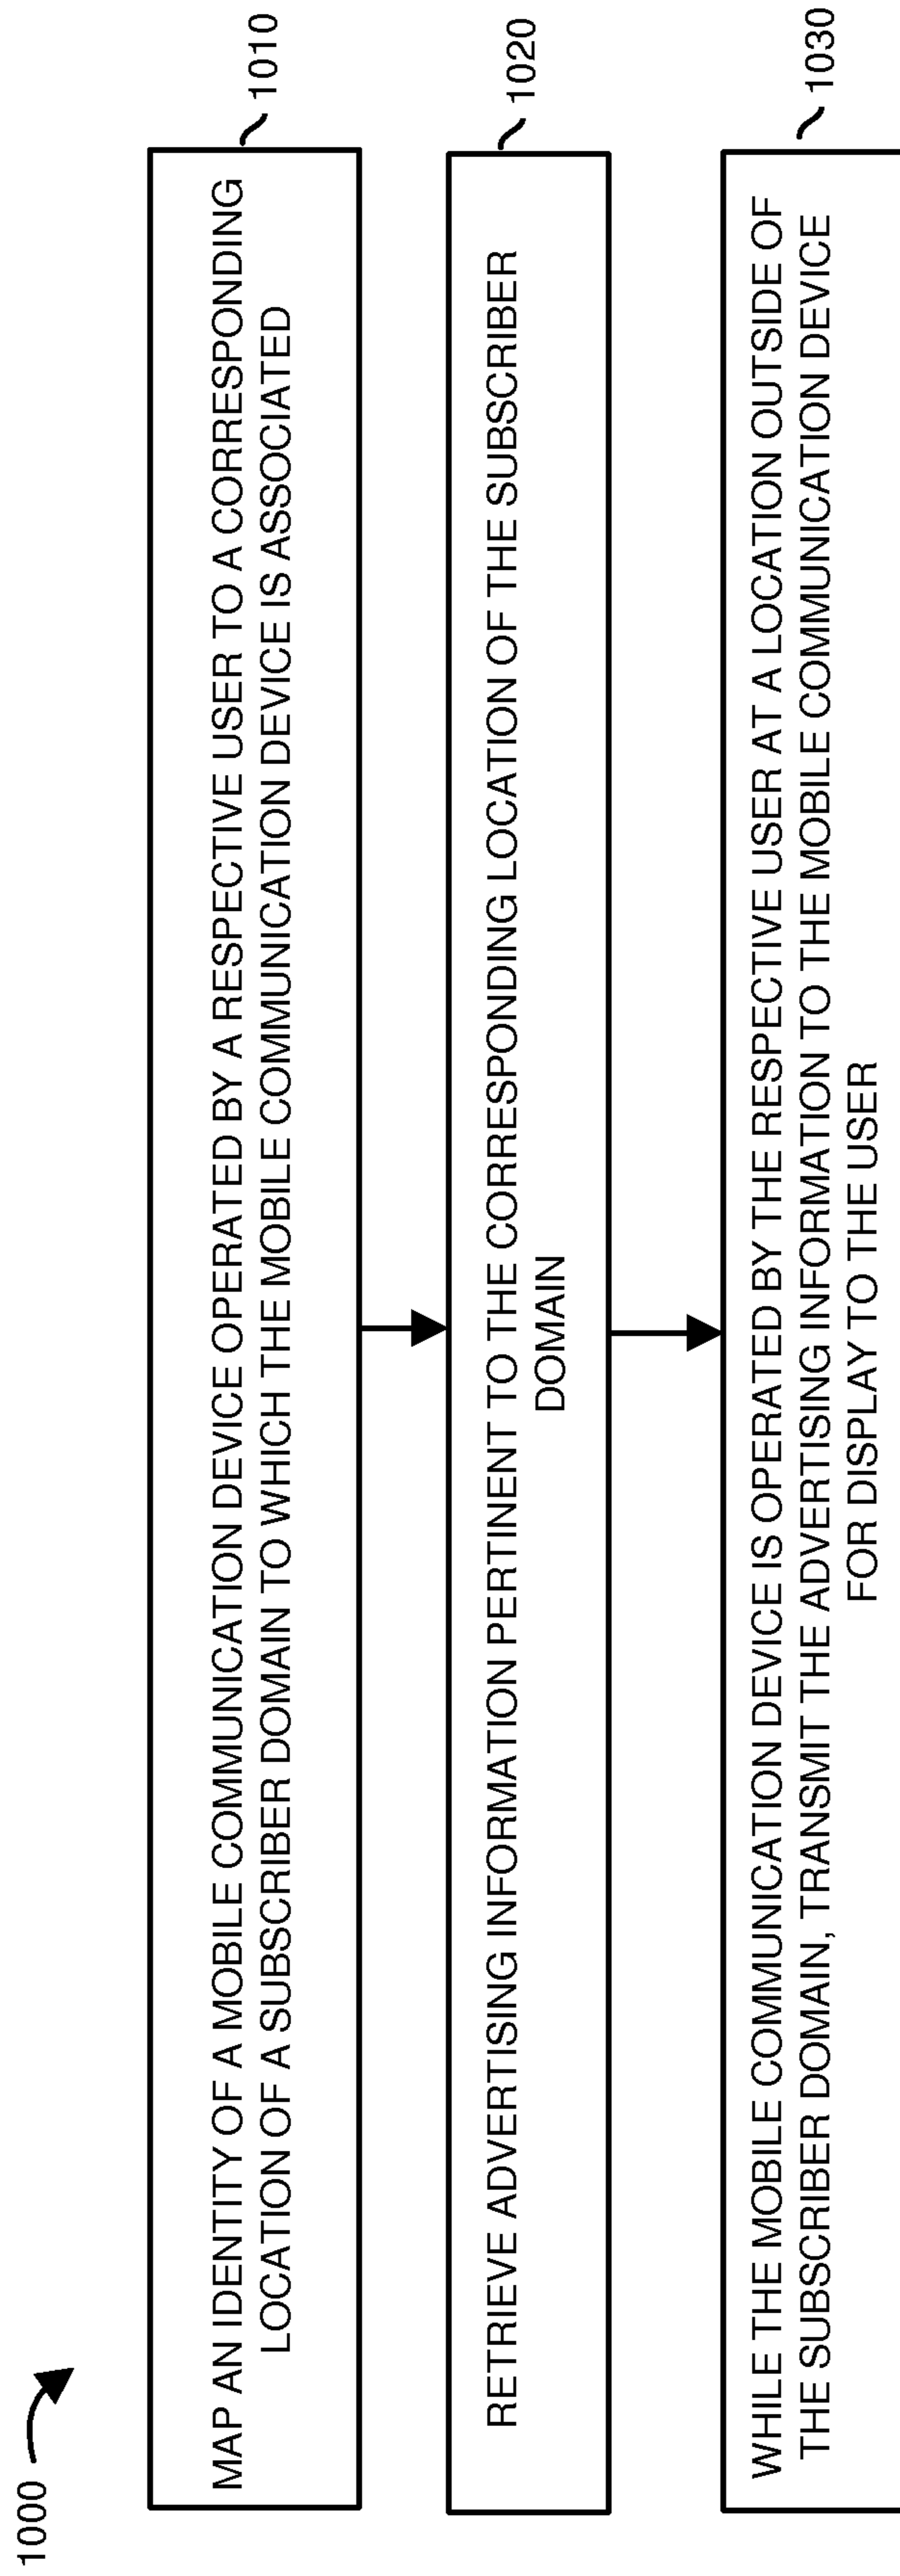 1000
MAP AN IDENTITY OF A MOBILE COMMUNICATION DEVICE OPERATED BY A RESPECTIVE USER TO A CORRESPONDING
LOCATION OF A SUBSCRIBER DOMAIN TO WHICH THE MOBILE COMMUNICATION DEVICE IS ASSOCIATED
1010
RETRIEVE ADVERTISING INFORMATION PERTINENT TO THE CORRESPONDING LOCATION OF THE SUBSCRIBER
DOMAIN
1020
WHILE THE MOBILE COMMUNICATION DEVICE IS OPERATED BY THE RESPECTIVE USER AT A LOCATION OUTSIDE OF
THE SUBSCRIBER DOMAIN, TRANSMIT THE ADVERTISING INFORMATION TO THE MOBILE COMMUNICATION DEVICE
FOR DISPLAY TO THE USER
1030